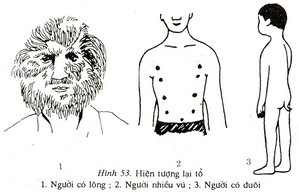 1 2 3
Hình 53. Hiện tượng lại tổ
1. Người có lông ; 2. Người nhiều vú ; 3. Người có đuôi